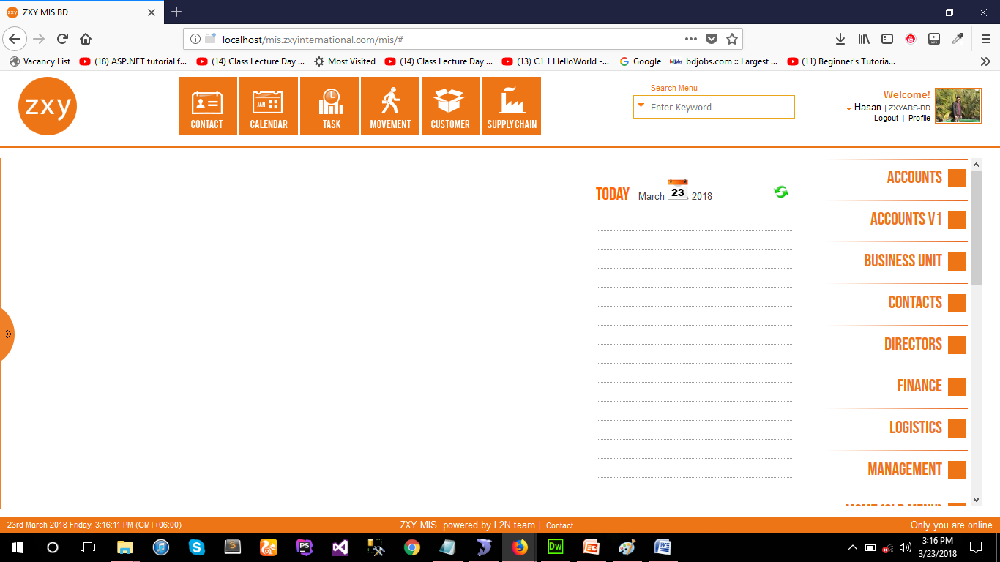 zxy ZXY MIS BD
localhost/mis.zxyinternational.com/mis/#
Vacancy List (18) ASP.NET tutorial f... (14) Class Lecture Day ... Most Visited (14) Class Lecture Day ... (13) C1 1 HelloWorld -... Google bdjobs bdjobs.com :: Largest ... (11) Beginner's Tutoria...
zxy
JAN
CONTACT CALENDAR TASK MOVEMENT CUSTOMER SUPPLY CHAIN
Search Menu
Enter Keyword
Welcome!
Hasan | ZXYABS-BD
Logout | Profile
TODAY March 23, 2018
ACCOUNTS
ACCOUNTS V1
BUSINESS UNIT
CONTACTS
DIRECTORS
FINANCE
LOGISTICS
MANAGEMENT
23rd March 2018 Friday, 3:16:11 PM (GMT+06:00) ZXY MIS powered by L2N.team | Contact Only you are online
3:16 PM
3/23/2018